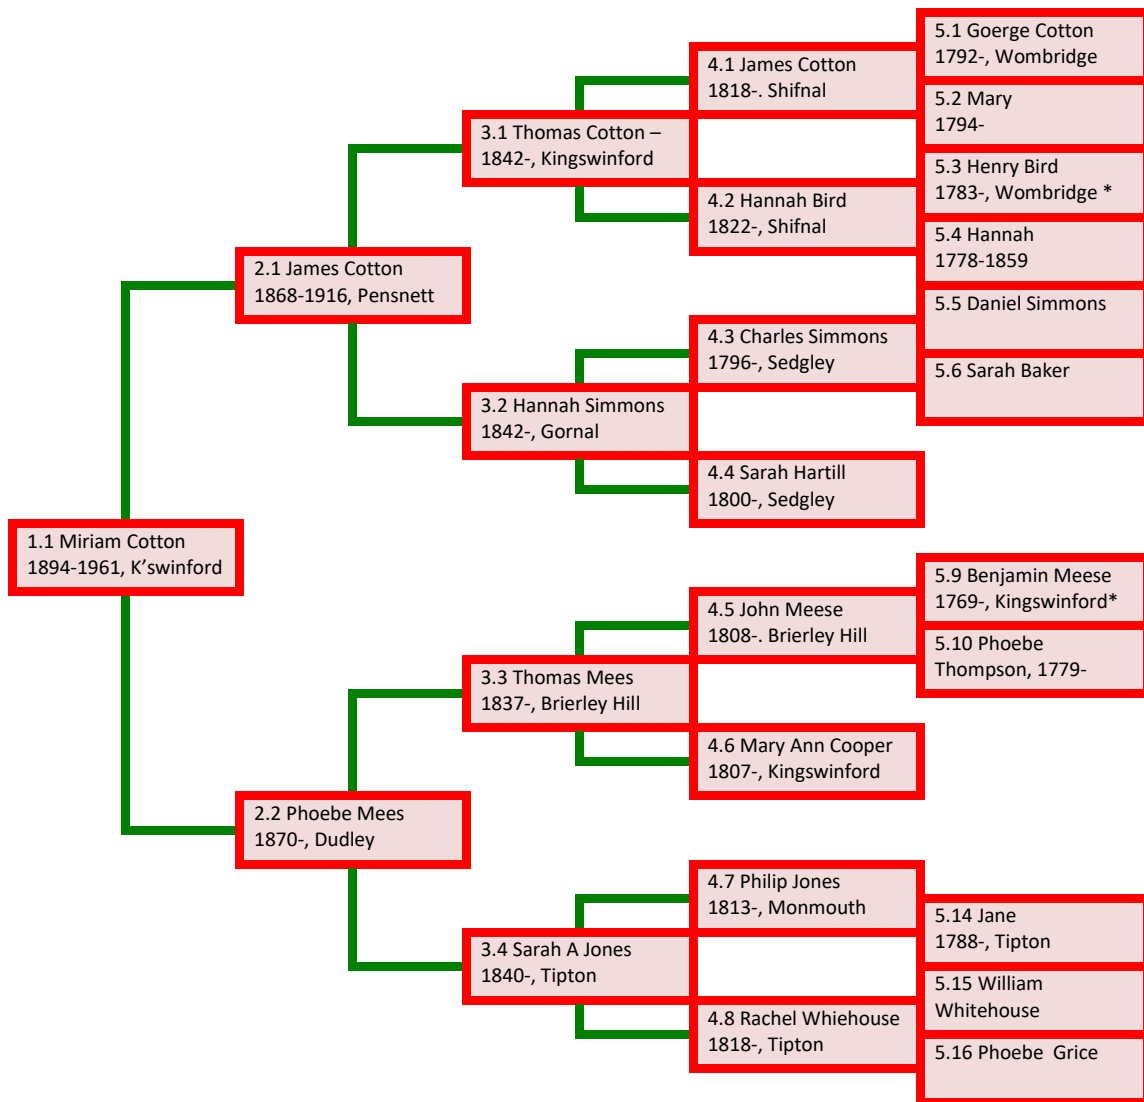 5.1 Goerge Cotton
1792-, Wombridge
4.1 James Cotton
1818-. Shifnal
5.2 Mary
1794-
3.1 Thomas Cotton –
1842-, Kingswinford
5.3 Henry Bird
1783-, Wombridge *
4.2 Hannah Bird
1822-, Shifnal
5.4 Hannah
1778-1859
2.1 James Cotton
1868-1916, Pensnett
5.5 Daniel Simmons
4.3 Charles Simmons
1796-, Sedgley
5.6 Sarah Baker
3.2 Hannah Simmons
1842-, Gornal
4.4 Sarah Hartill
1800-, Sedgley
1.1 Miriam Cotton
1894-1961, K’swinford
5.9 Benjamin Meese
1769-, Kingswinford*
4.5 John Meese
1808-. Brierley Hill
5.10 Phoebe
Thompson, 1779-
3.3 Thomas Mees
1837-, Brierley Hill
4.6 Mary Ann Cooper
1807-, Kingswinford
2.2 Phoebe Mees
1870-, Dudley
4.7 Philip Jones
1813-, Monmouth
5.14 Jane
1788-, Tipton
3.4 Sarah A Jones
1840-, Tipton
5.15 William
Whitehouse
4.8 Rachel Whiehouse
1818-, Tipton
5.16 Phoebe  Grice